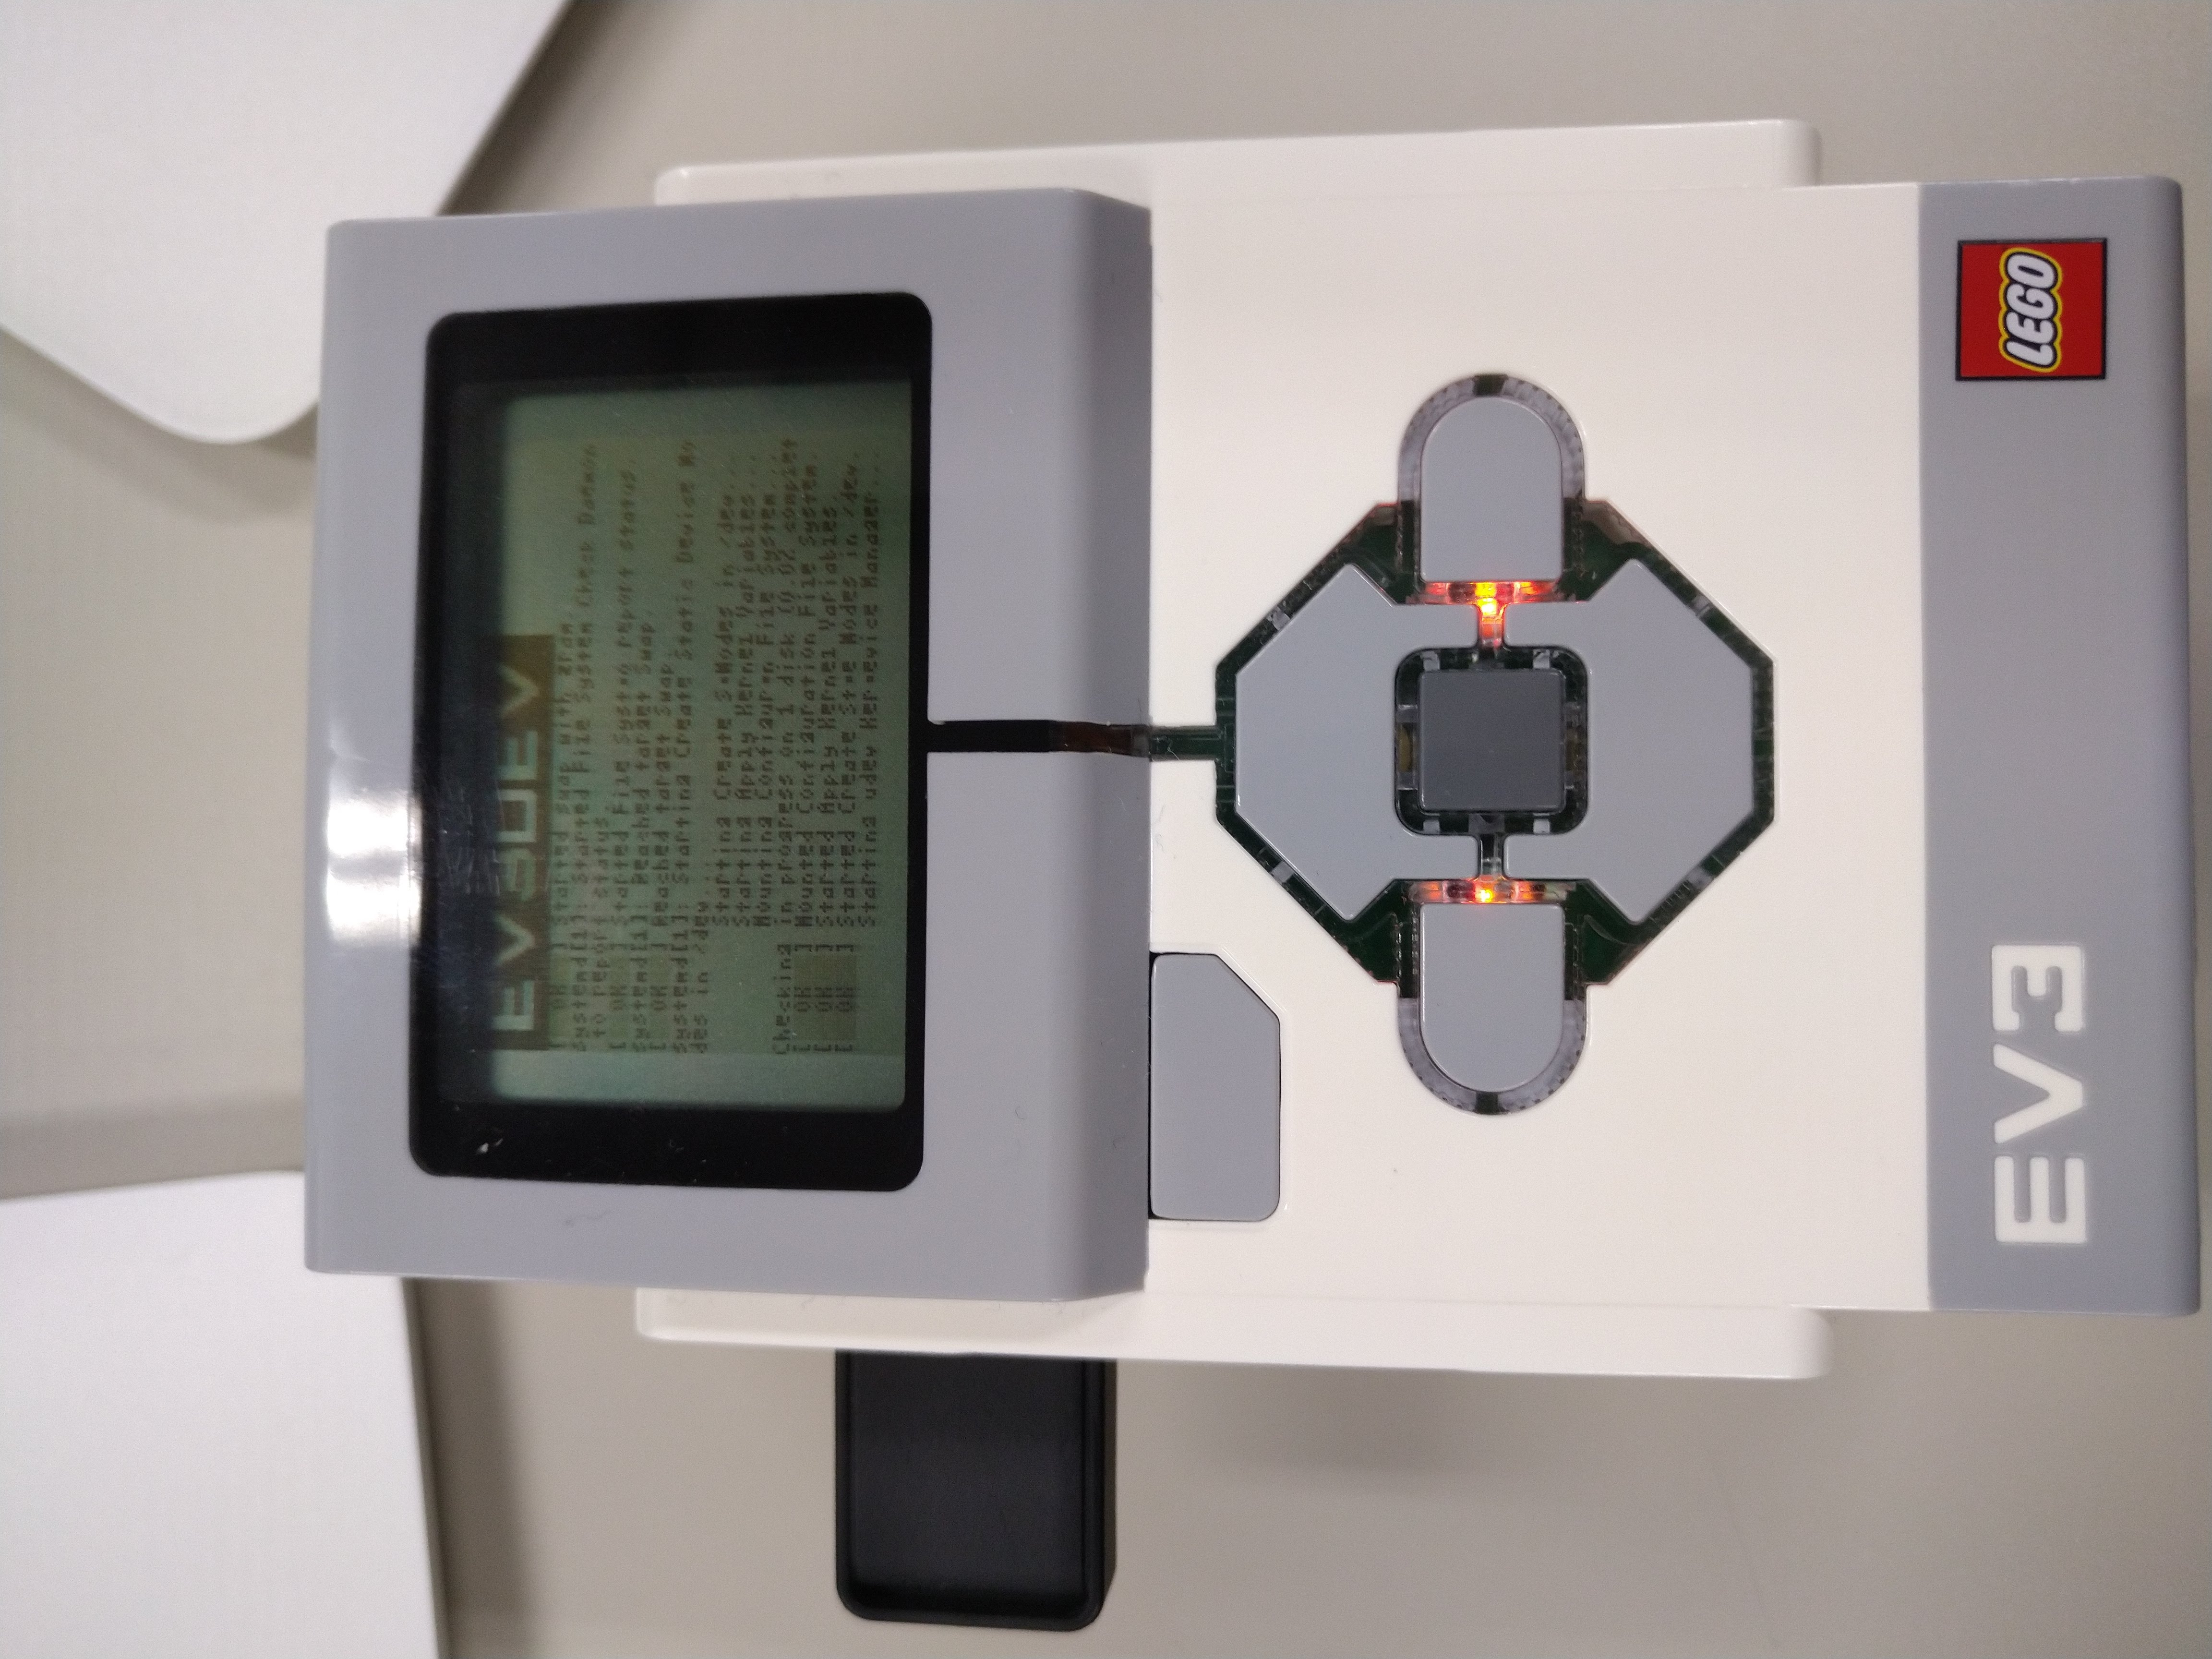 EV3DEV
[  OK  ] Started swap with zram.
systemd[1]: Started File System Check Daemon
 to report status.
[  OK  ] Started File Syst*o report status.
systemd[1]: Reached target Swap.
[  OK  ] Reached target Swap.
systemd[1]: Starting Create Static Device No
des in /dev...
Starting Create S*Nodes in /dev...
Starting Apply Kernel Variables...
Mounting Configur*n File System...
Checking in progress on 1 disk (0.0% complet
[  OK  ] Mounted Configuration File System.
[  OK  ] Started Apply Kernel Variables.
[  OK  ] Started Create St*e Nodes in /dev.
Starting udev Ker*evice Manager...
EV3
LEGO